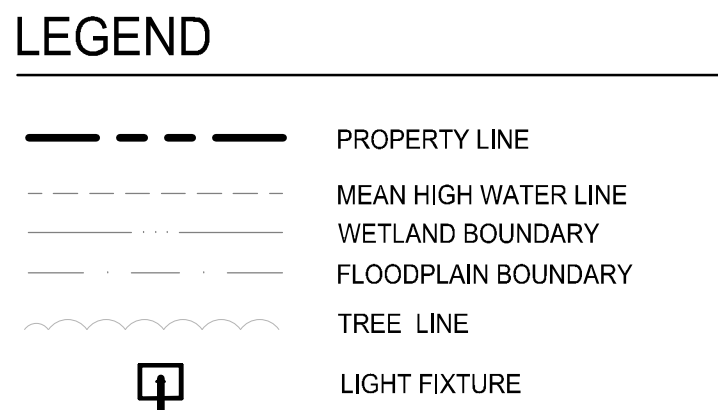 LEGEND
PROPERTY LINE
MEAN HIGH WATER LINE
WETLAND BOUNDARY
FLOODPLAIN BOUNDARY
TREE LINE
LIGHT FIXTURE